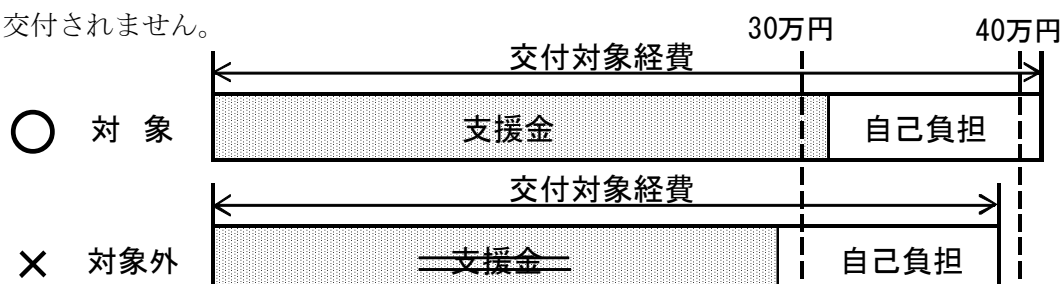 交付されません。
30万円 40万円
交付対象経費
○ 対 象 支援金 自己負担
交付対象経費
× 対象外 支援金 自己負担